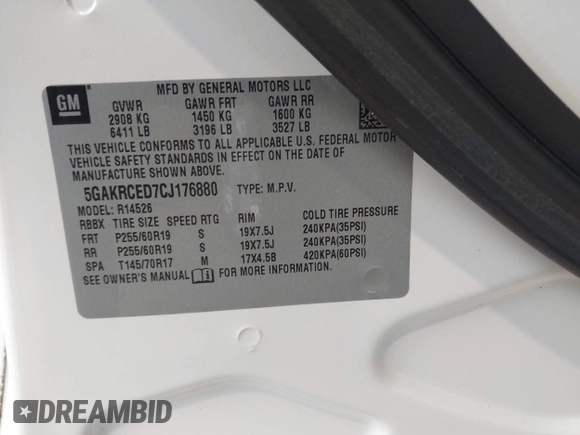 MFD BY GENERAL MOTORS LLC
GM
GVWR GAWR FRT GAWR RR
2908 KG 1450 KG 1600 KG
6411 LB 3196 LB 3527 LB
THIS VEHICLE CONFORMS TO ALL APPLICABLE U.S. FEDERAL MOTOR
VEHICLE SAFETY STANDARDS IN EFFECT ON THE DATE OF
MANUFACTURE SHOWN ABOVE.
5GAKRCED7CJ176880 TYPE: M.P.V.
MODEL: R14526
RBBX TIRE SIZE SPEED RTG RIM COLD TIRE PRESSURE
FRT P255/60R19 S 19X7.5J 240KPA(35PSI)
RR P255/60R19 S 19X7.5J 240KPA(35PSI)
SPA T145/70R17 M 17X4.5B 420KPA(60PSI)
SEE OWNER'S MANUAL FOR MORE INFORMATION.
DREAMBID